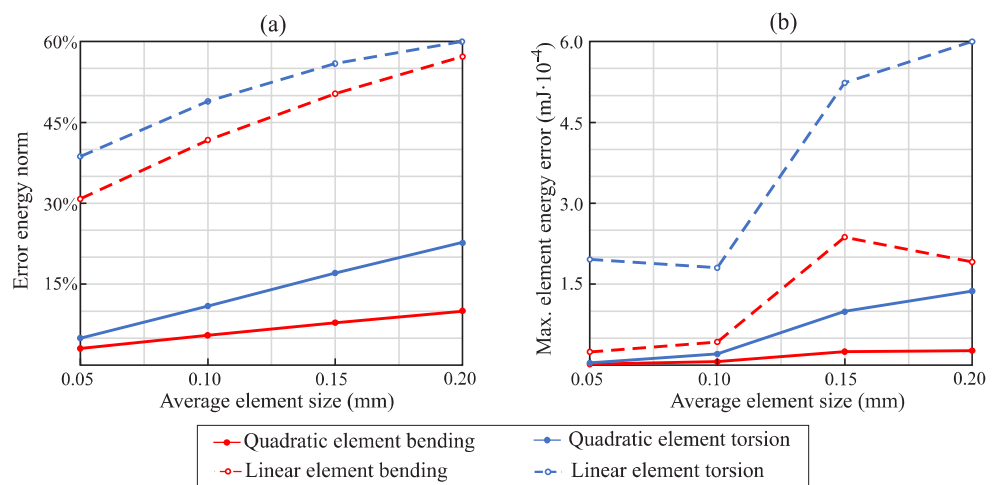 (a)
60%
45%
30%
15%
0.05
0.10
0.15
0.20
Error energy norm
Average element size (mm)
(b)
6.0
4.5
3.0
1.5
0.05
0.10
0.15
0.20
Max. element energy error (mJ·10⁻⁴)
Average element size (mm)
Quadratic element bending
Quadratic element torsion
Linear element bending
Linear element torsion